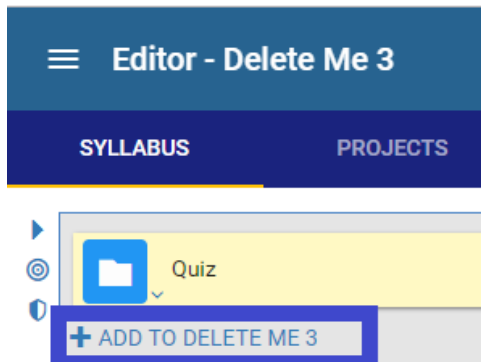 Editor - Delete Me 3
SYLLABUS PROJECTS
Quiz
+ ADD TO DELETE ME 3